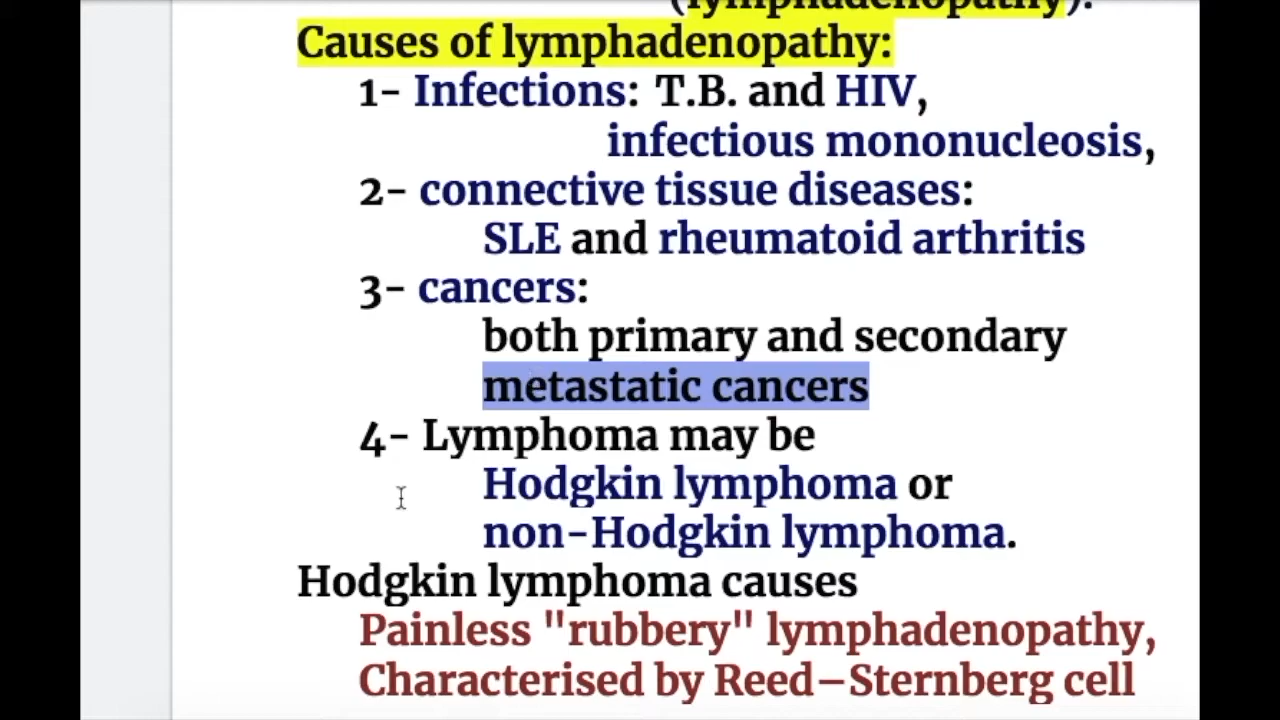 (lymphadenopathy).
Causes of lymphadenopathy:
1- Infections: T.B. and HIV,
infectious mononucleosis,
2- connective tissue diseases:
SLE and rheumatoid arthritis
3- cancers:
both primary and secondary
metastatic cancers
4- Lymphoma may be
Hodgkin lymphoma or
non-Hodgkin lymphoma.
Hodgkin lymphoma causes
Painless "rubbery" lymphadenopathy,
Characterised by Reed–Sternberg cell